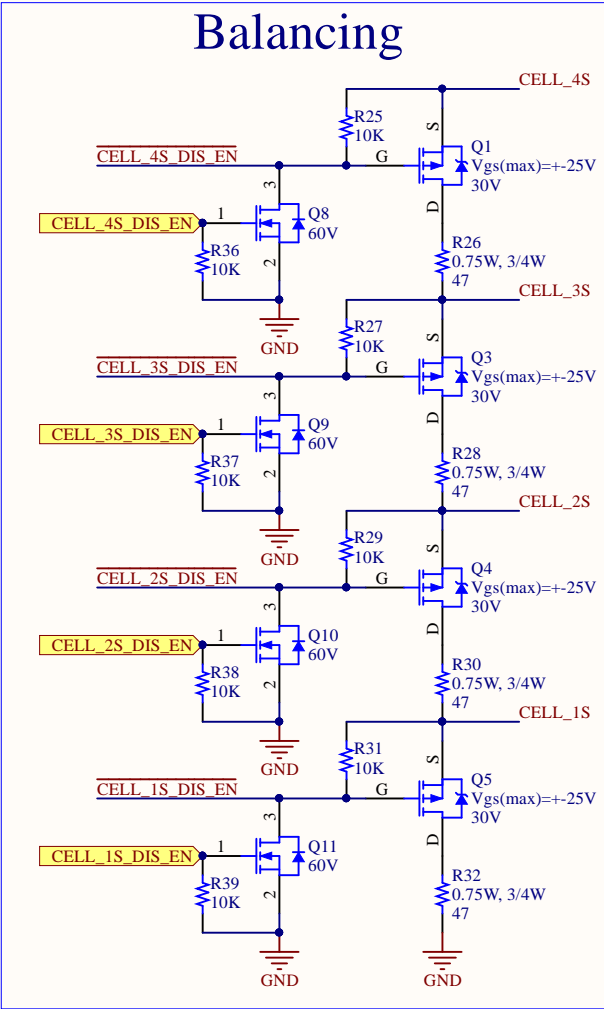 Balancing
CELL_4S
R25
10K
S
CELL_4S_DIS_EN
G
Q1
Vgs(max)=+-25V
30V
3
D
CELL_4S_DIS_EN
1
Q8
60V
R36
10K
2
R26
0.75W, 3/4W
47
GND
CELL_3S
R27
10K
S
CELL_3S_DIS_EN
G
Q3
Vgs(max)=+-25V
30V
3
D
CELL_3S_DIS_EN
1
Q9
60V
R37
10K
2
R28
0.75W, 3/4W
47
GND
CELL_2S
R29
10K
S
CELL_2S_DIS_EN
G
Q4
Vgs(max)=+-25V
30V
3
D
CELL_2S_DIS_EN
1
Q10
60V
R38
10K
2
R30
0.75W, 3/4W
47
GND
CELL_1S
R31
10K
S
CELL_1S_DIS_EN
G
Q5
Vgs(max)=+-25V
30V
3
D
CELL_1S_DIS_EN
1
Q11
60V
R39
10K
2
R32
0.75W, 3/4W
47
GND
GND